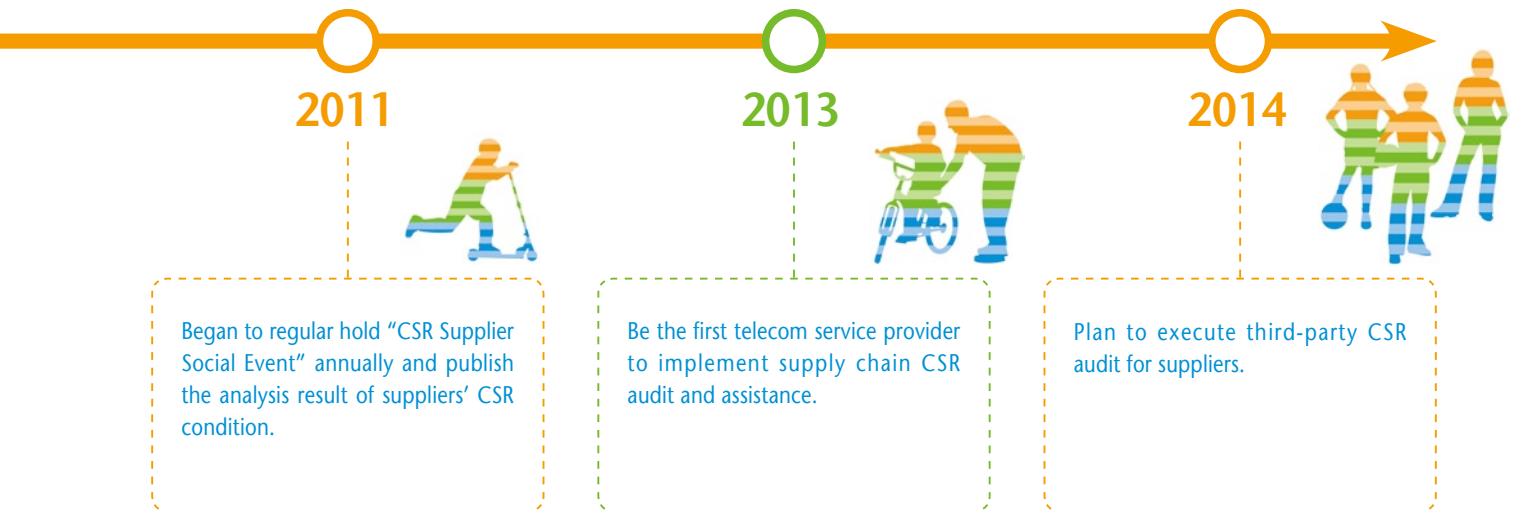 2011
Began to regular hold “CSR Supplier
Social Event” annually and publish
the analysis result of suppliers’ CSR
condition.
2013
Be the first telecom service provider
to implement supply chain CSR
audit and assistance.
2014
Plan to execute third-party CSR
audit for suppliers.